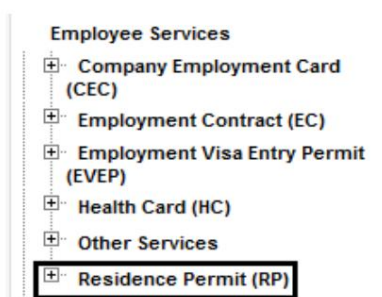 Employee Services
Company Employment Card
(CEC)
Employment Contract (EC)
Employment Visa Entry Permit
(EVEP)
Health Card (HC)
Other Services
Residence Permit (RP)